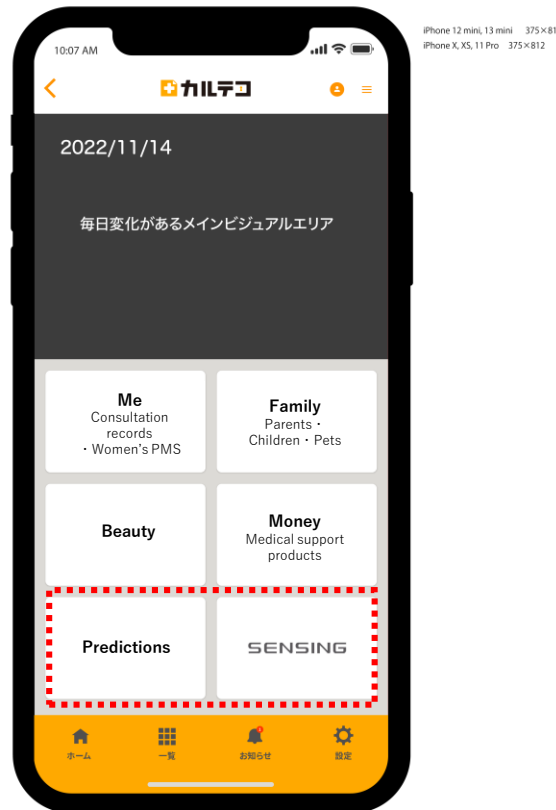 iPhone 12 mini, 13 mini 375×81
iPhone X, XS, 11 Pro 375×812
10:07 AM
カルテコ
2022/11/14
毎日変化があるメインビジュアルエリア
Me
Consultation
records
・Women's PMS
Family
Parents・
Children・Pets
Beauty
Money
Medical support
products
Predictions
SENSING
ホーム
一覧
お知らせ
設定